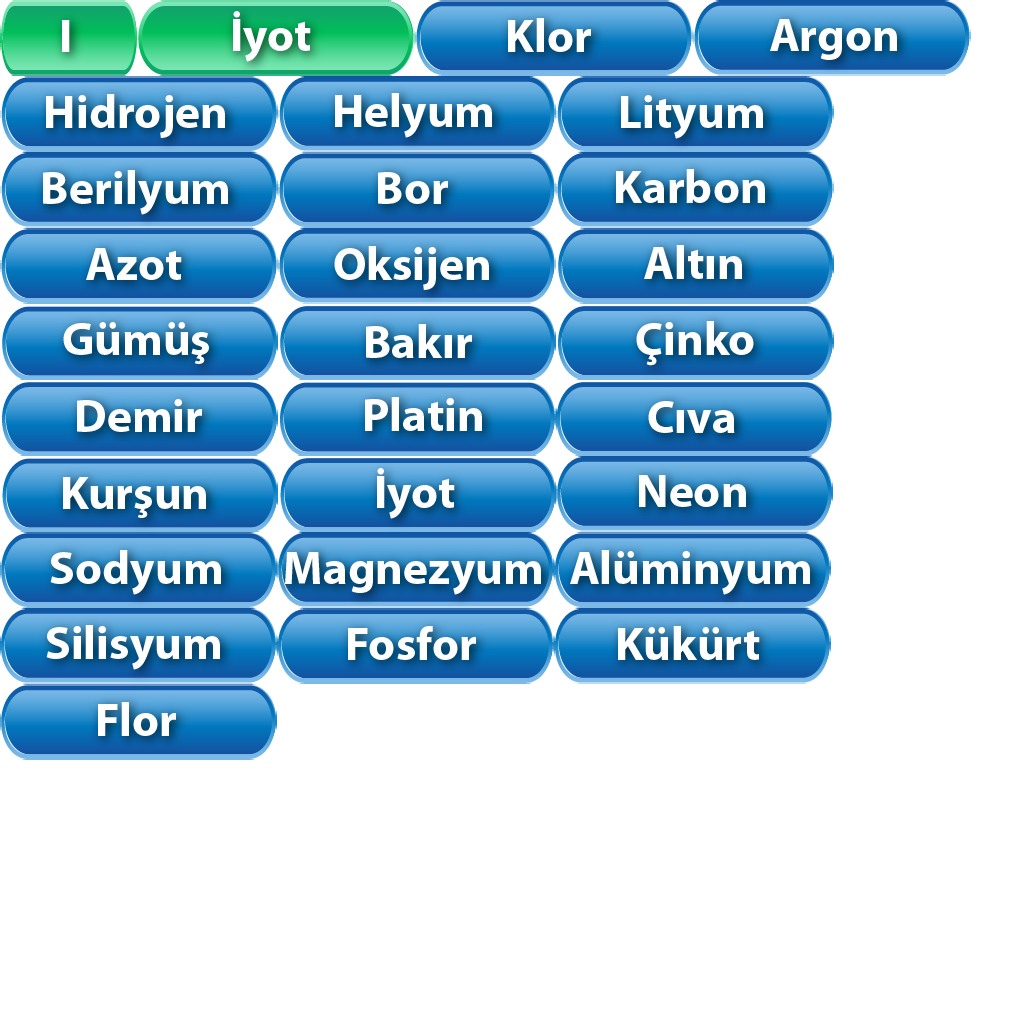 I İyot Klor Argon
Hidrojen Helyum Lityum
Berilyum Bor Karbon
Azot Oksijen Altın
Gümüş Bakır Çinko
Demir Platin Cıva
Kurşun İyot Neon
Sodyum Magnezyum Alüminyum
Silisyum Fosfor Kükürt
Flor